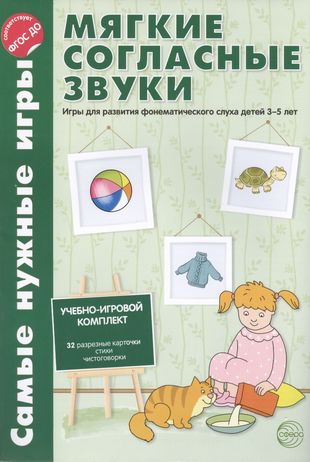 соответствует
ФГОС ДО
МЯГКИЕ
СОГЛАСНЫЕ
ЗВУКИ
Игры для развития фонематического слуха детей 3–5 лет
Самые нужные игры
УЧЕБНО-ИГРОВОЙ
КОМПЛЕКТ
32 разрезные карточки
стихи
чистоговорки
сфера